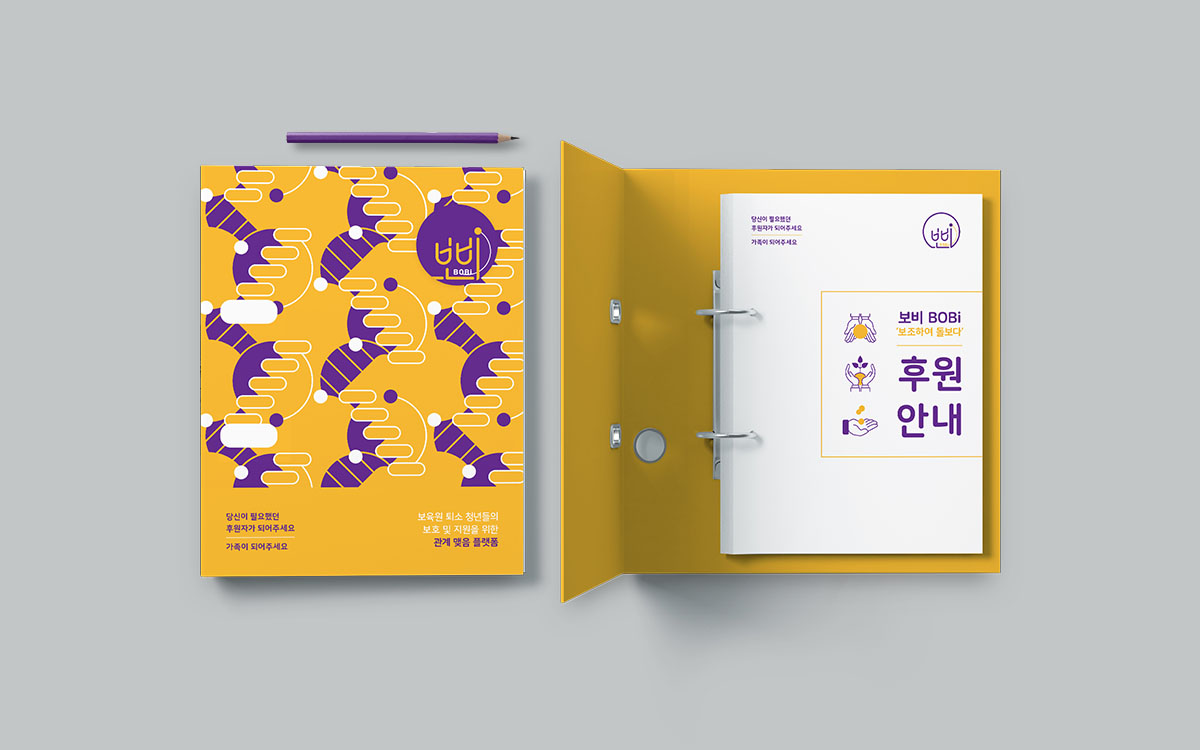 보비
BOBi
당신이 필요했던
후원자가 되어주세요
가족이 되어주세요
보육원 퇴소 청년들의
보호 및 지원을 위한
관계 맺음 플랫폼
당신이 필요했던
후원자가 되어주세요
가족이 되어주세요
보비
보비 BOBi
'보조하여 돌보다'
후원
안내